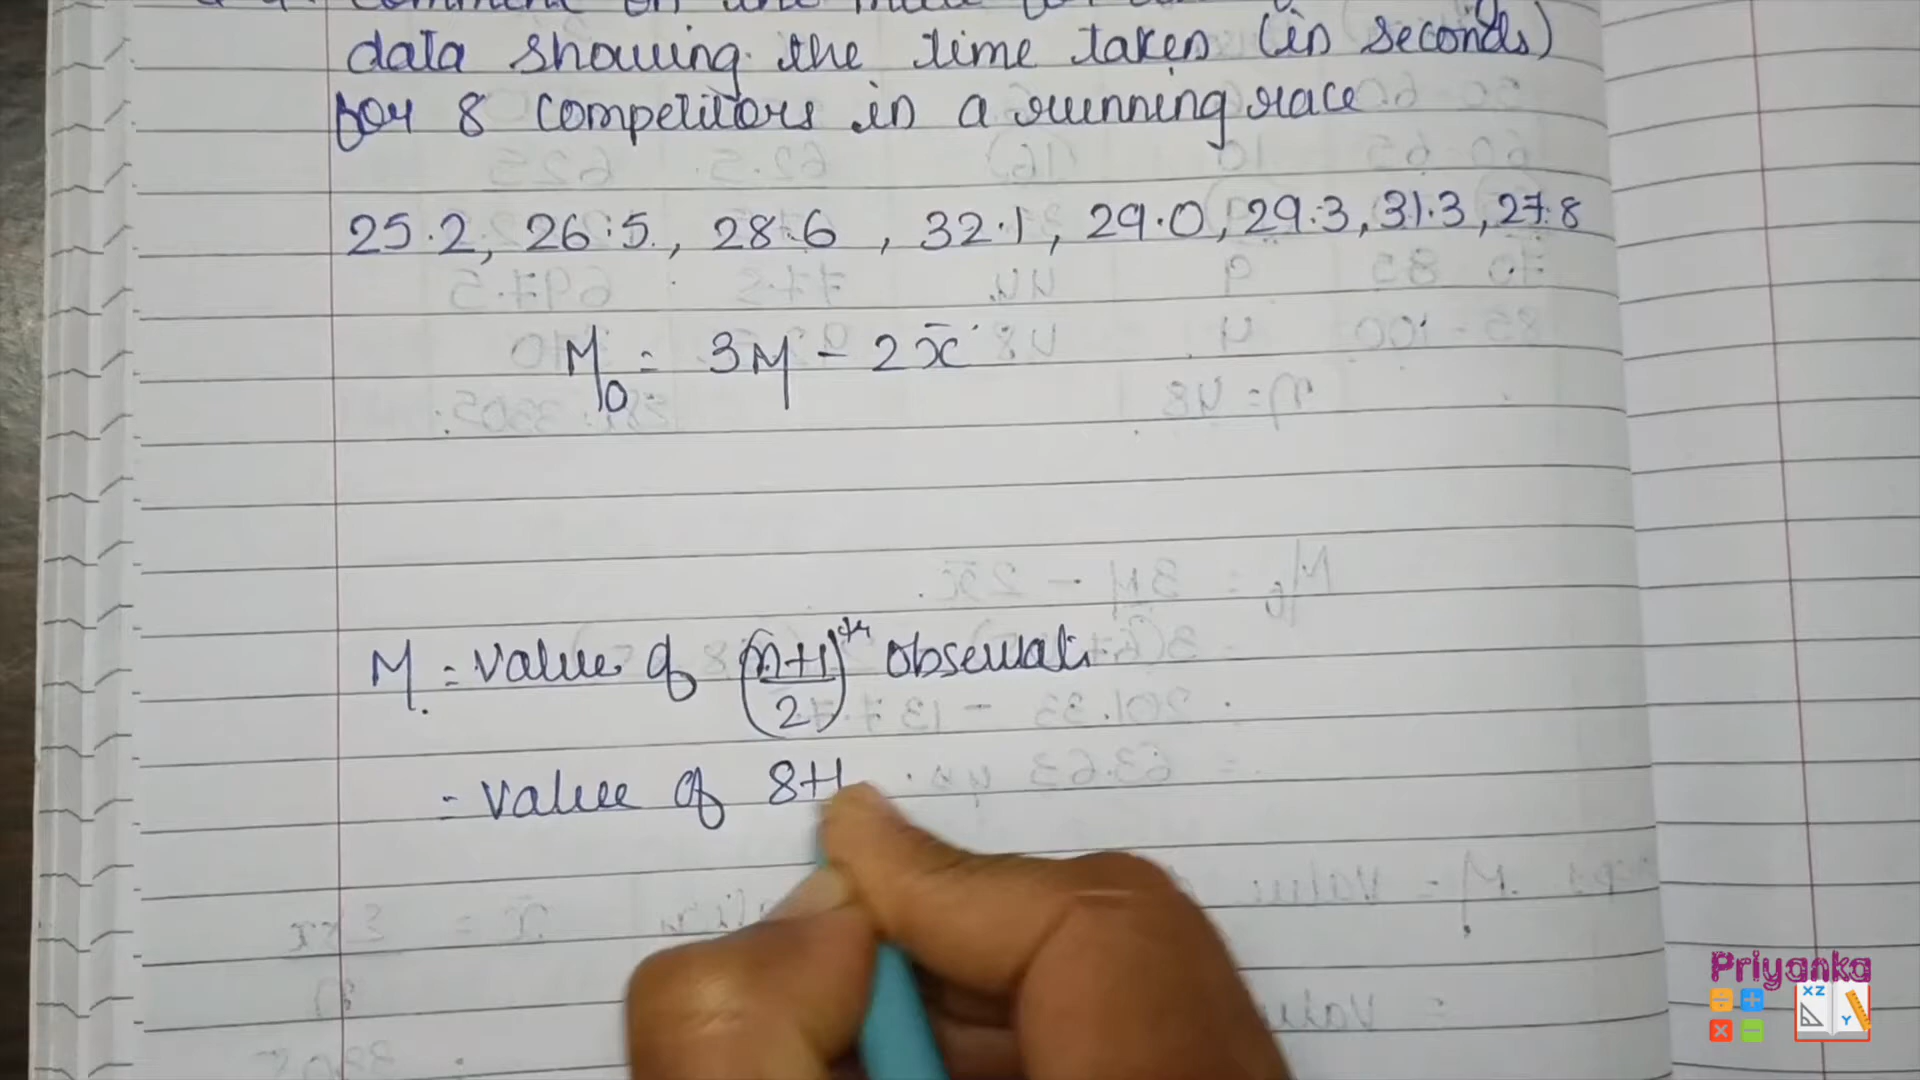 data showing the time taken (in seconds)
for 8 competitors in a running race
25.2, 26.5, 28.6, 32.1, 29.0, 29.3, 31.3, 27.8
M₀ = 3M - 2x̄
M = value of (n+1/2)th observati
= value of 8+1
Priyanka